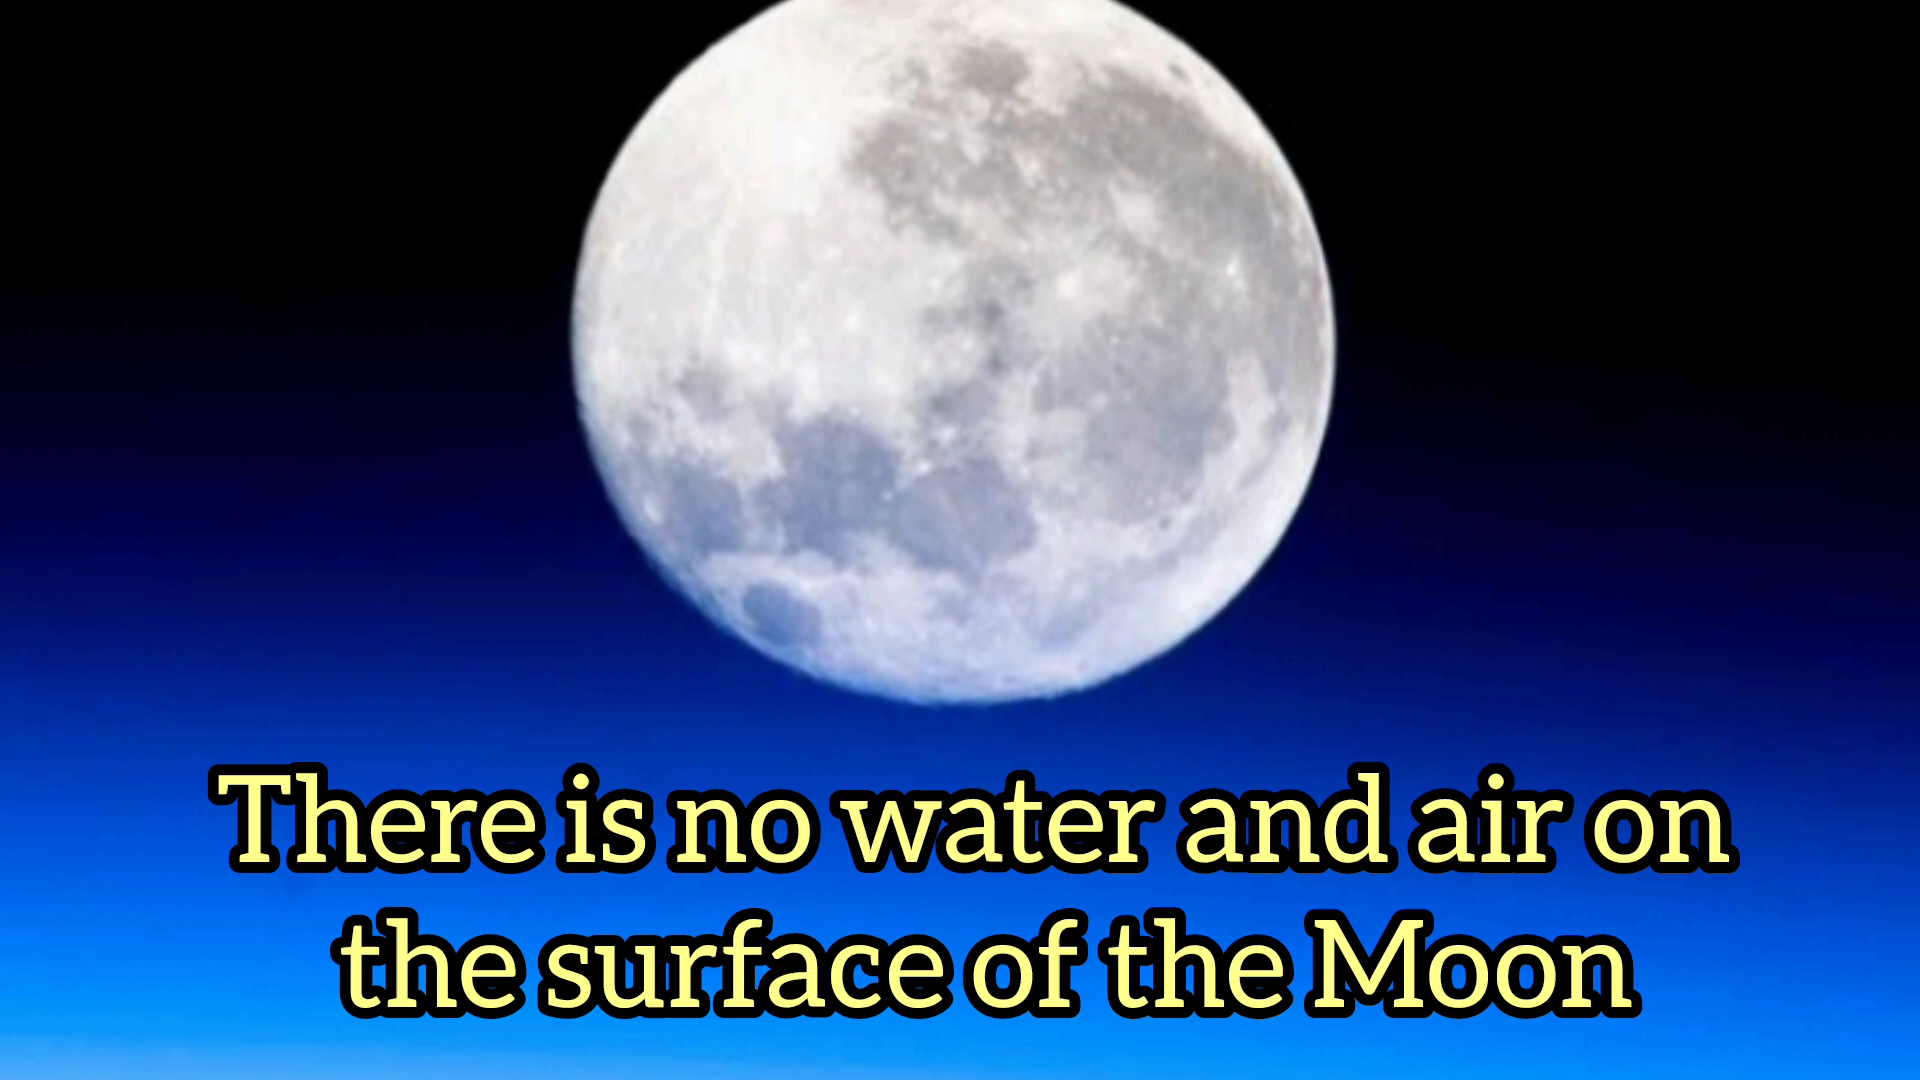 There is no water and air on
the surface of the Moon